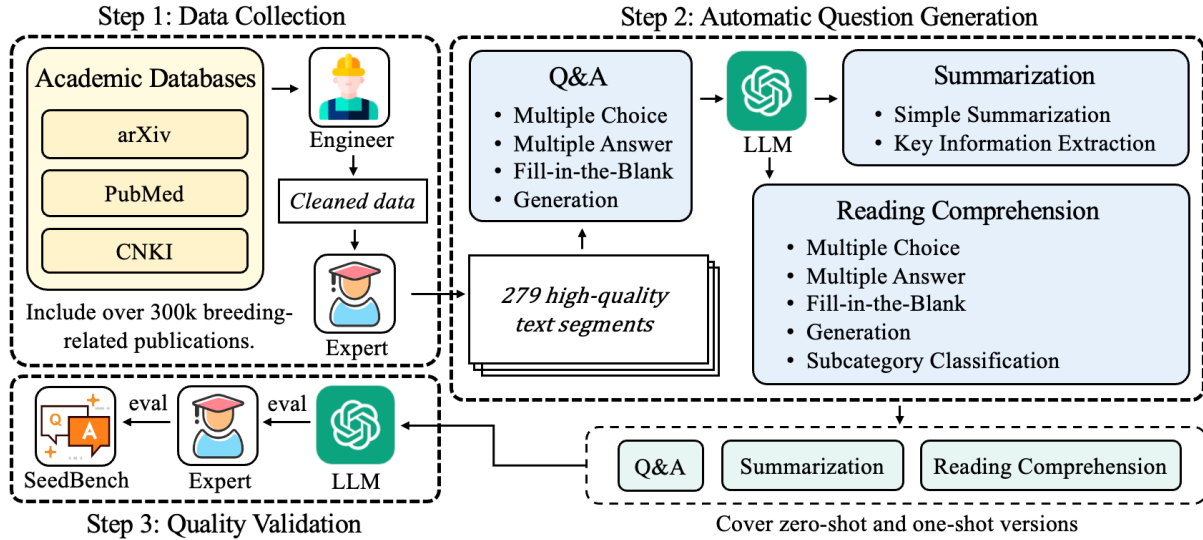 Step 1: Data Collection
Academic Databases
arXiv
PubMed
CNKI
Include over 300k breeding-
related publications.
Engineer
Cleaned data
Expert
Step 2: Automatic Question Generation
Q&A
• Multiple Choice
• Multiple Answer
• Fill-in-the-Blank
• Generation
279 high-quality
text segments
LLM
Summarization
• Simple Summarization
• Key Information Extraction
Reading Comprehension
• Multiple Choice
• Multiple Answer
• Fill-in-the-Blank
• Generation
• Subcategory Classification
Q&A
Summarization
Reading Comprehension
Cover zero-shot and one-shot versions
LLM
eval
Expert
eval
Q
A
SeedBench
Step 3: Quality Validation